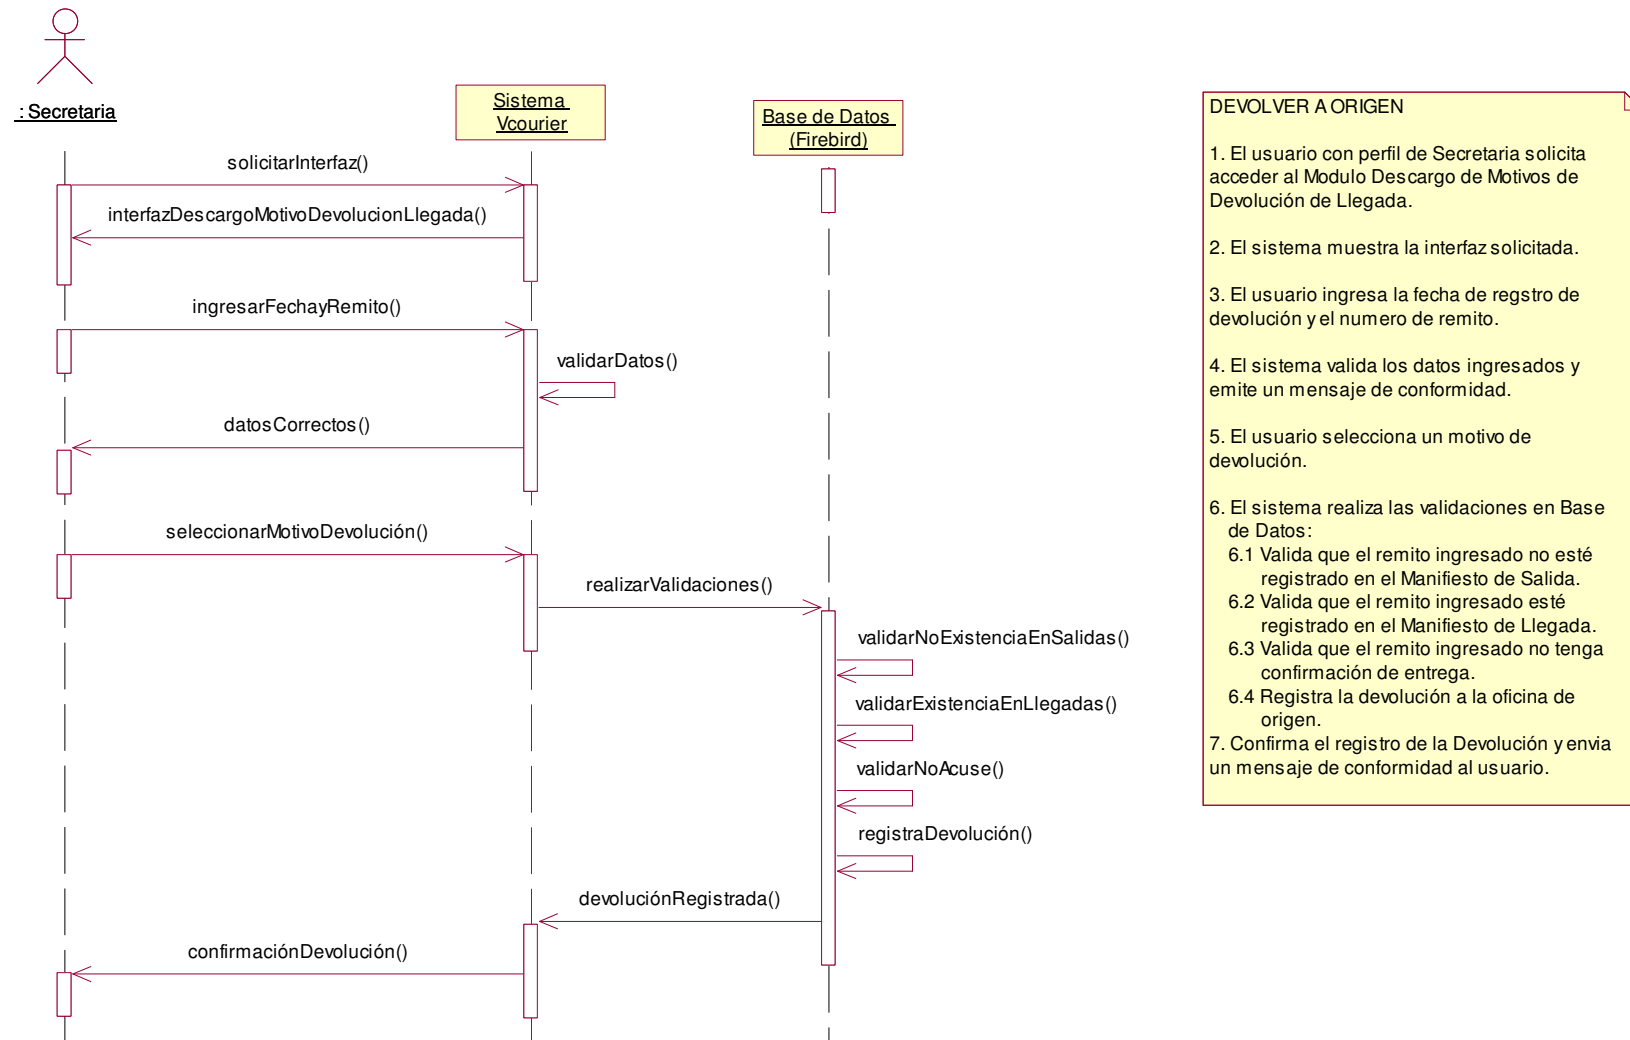 : Secretaria
Sistema
Vcourier
Base de Datos
(Firebird)
solicitarInterfaz()
interfazDescargoMotivoDevolucionLlegada()
ingresarFechayRemito()
validarDatos()
datosCorrectos()
seleccionarMotivoDevolución()
realizarValidaciones()
validarNoExistenciaEnSalidas()
validarExistenciaEnLlegadas()
validarNoAcuse()
registraDevolución()
devoluciónRegistrada()
confirmaciónDevolución()
DEVOLVER A ORIGEN
1. El usuario con perfil de Secretaria solicita
acceder al Modulo Descargo de Motivos de
Devolución de Llegada.
2. El sistema muestra la interfaz solicitada.
3. El usuario ingresa la fecha de regstro de
devolución y el numero de remito.
4. El sistema valida los datos ingresados y
emite un mensaje de conformidad.
5. El usuario selecciona un motivo de
devolución.
6. El sistema realiza las validaciones en Base
de Datos:
6.1 Valida que el remito ingresado no esté
registrado en el Manifiesto de Salida.
6.2 Valida que el remito ingresado esté
registrado en el Manifiesto de Llegada.
6.3 Valida que el remito ingresado no tenga
confirmación de entrega.
6.4 Registra la devolución a la oficina de
origen.
7. Confirma el registro de la Devolución y envia
un mensaje de conformidad al usuario.